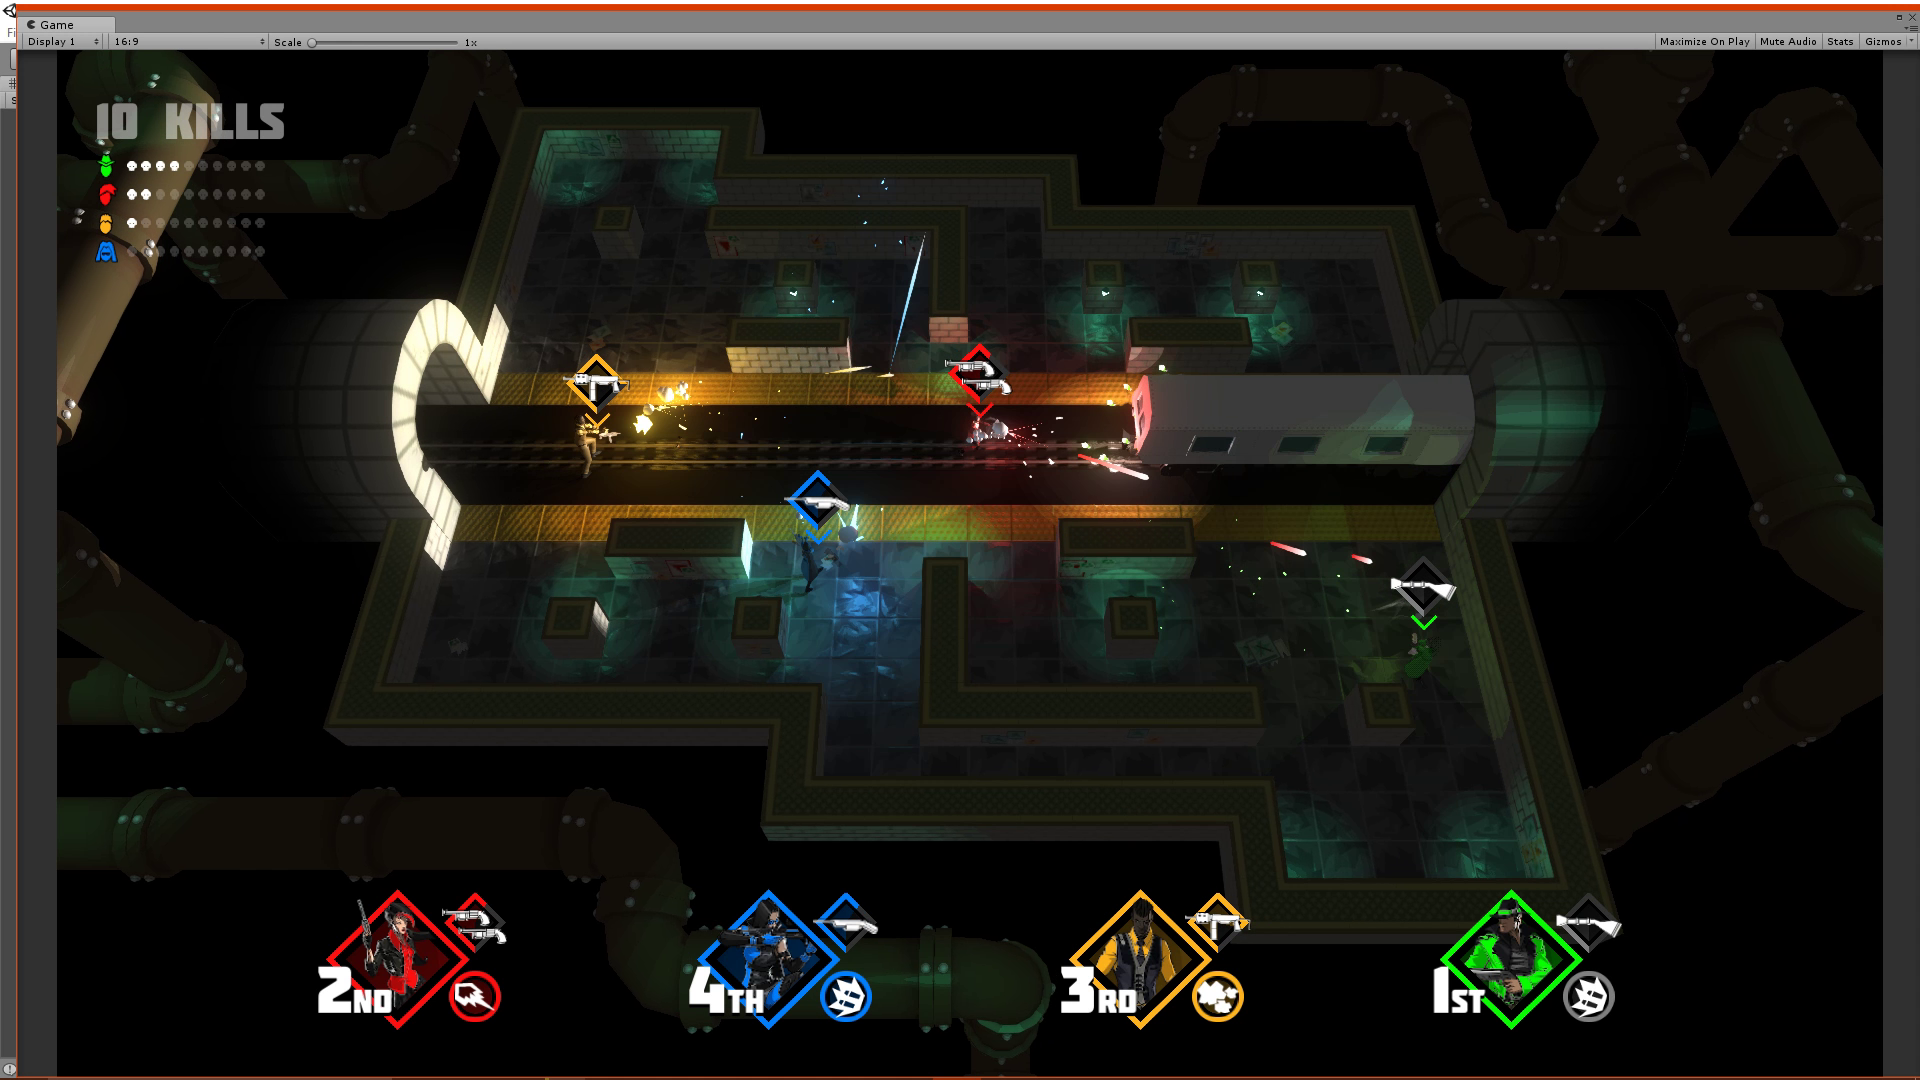 Game
Display 1
16:9
Scale
1x
Maximize On Play
Mute Audio
Stats
Gizmos
10 KILLS
2ND
4TH
3RD
1ST